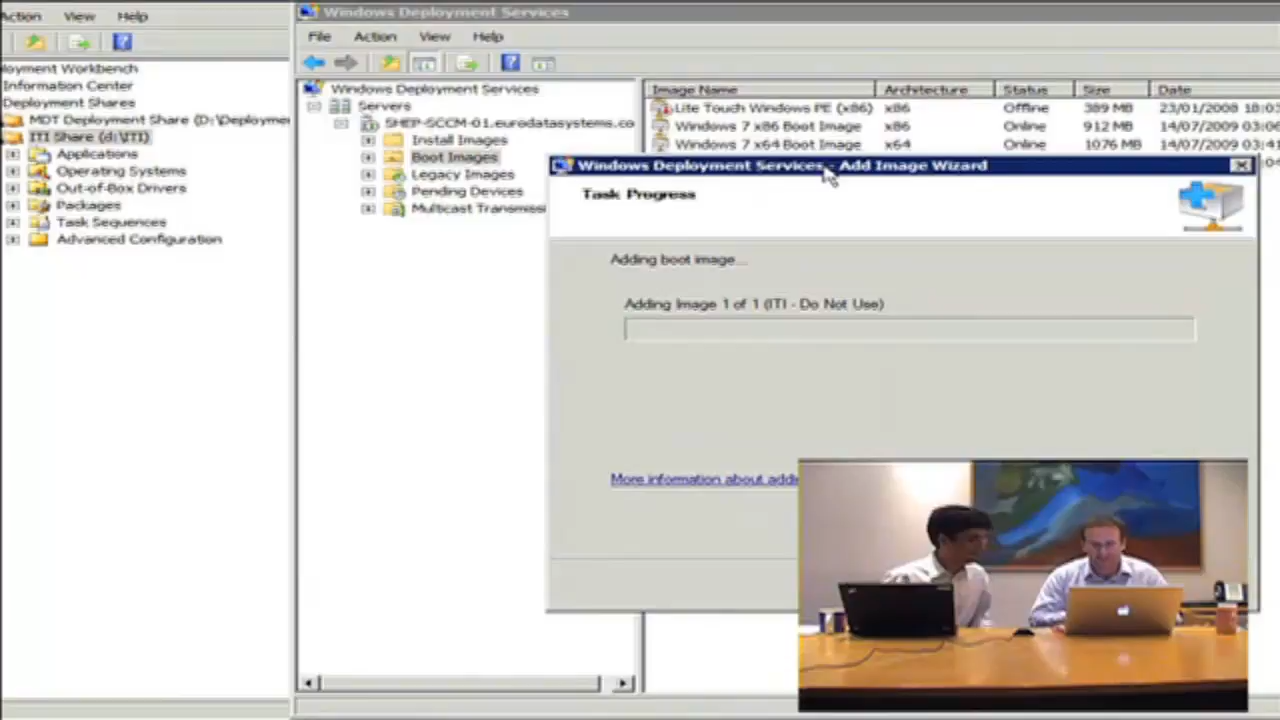 Action View Help
loyment Workbench
Information Center
Deployment Shares
MDT Deployment Share (D:\Deployme
ITI Share (d:\ITI)
Applications
Operating Systems
Out-of-Box Drivers
Packages
Task Sequences
Advanced Configuration
Windows Deployment Services
File Action View Help
Windows Deployment Services
Servers
SHEP-SCCM-01.eurodatasystems.co
Install Images
Boot Images
Legacy Images
Pending Devices
Multicast Transmissi
Image Name Architecture Status Size Date
Lite Touch Windows PE (x86) x86 Offline 389 MB 23/01/2008 18:0
Windows 7 x86 Boot Image x86 Online 912 MB 14/07/2009 03:0
Windows 7 x64 Boot Image x64 Online 1076 MB 14/07/2009 03:4
Windows Deployment Services - Add Image Wizard
Task Progress
Adding boot image...
Adding Image 1 of 1 (ITI - Do Not Use)
More information about addi